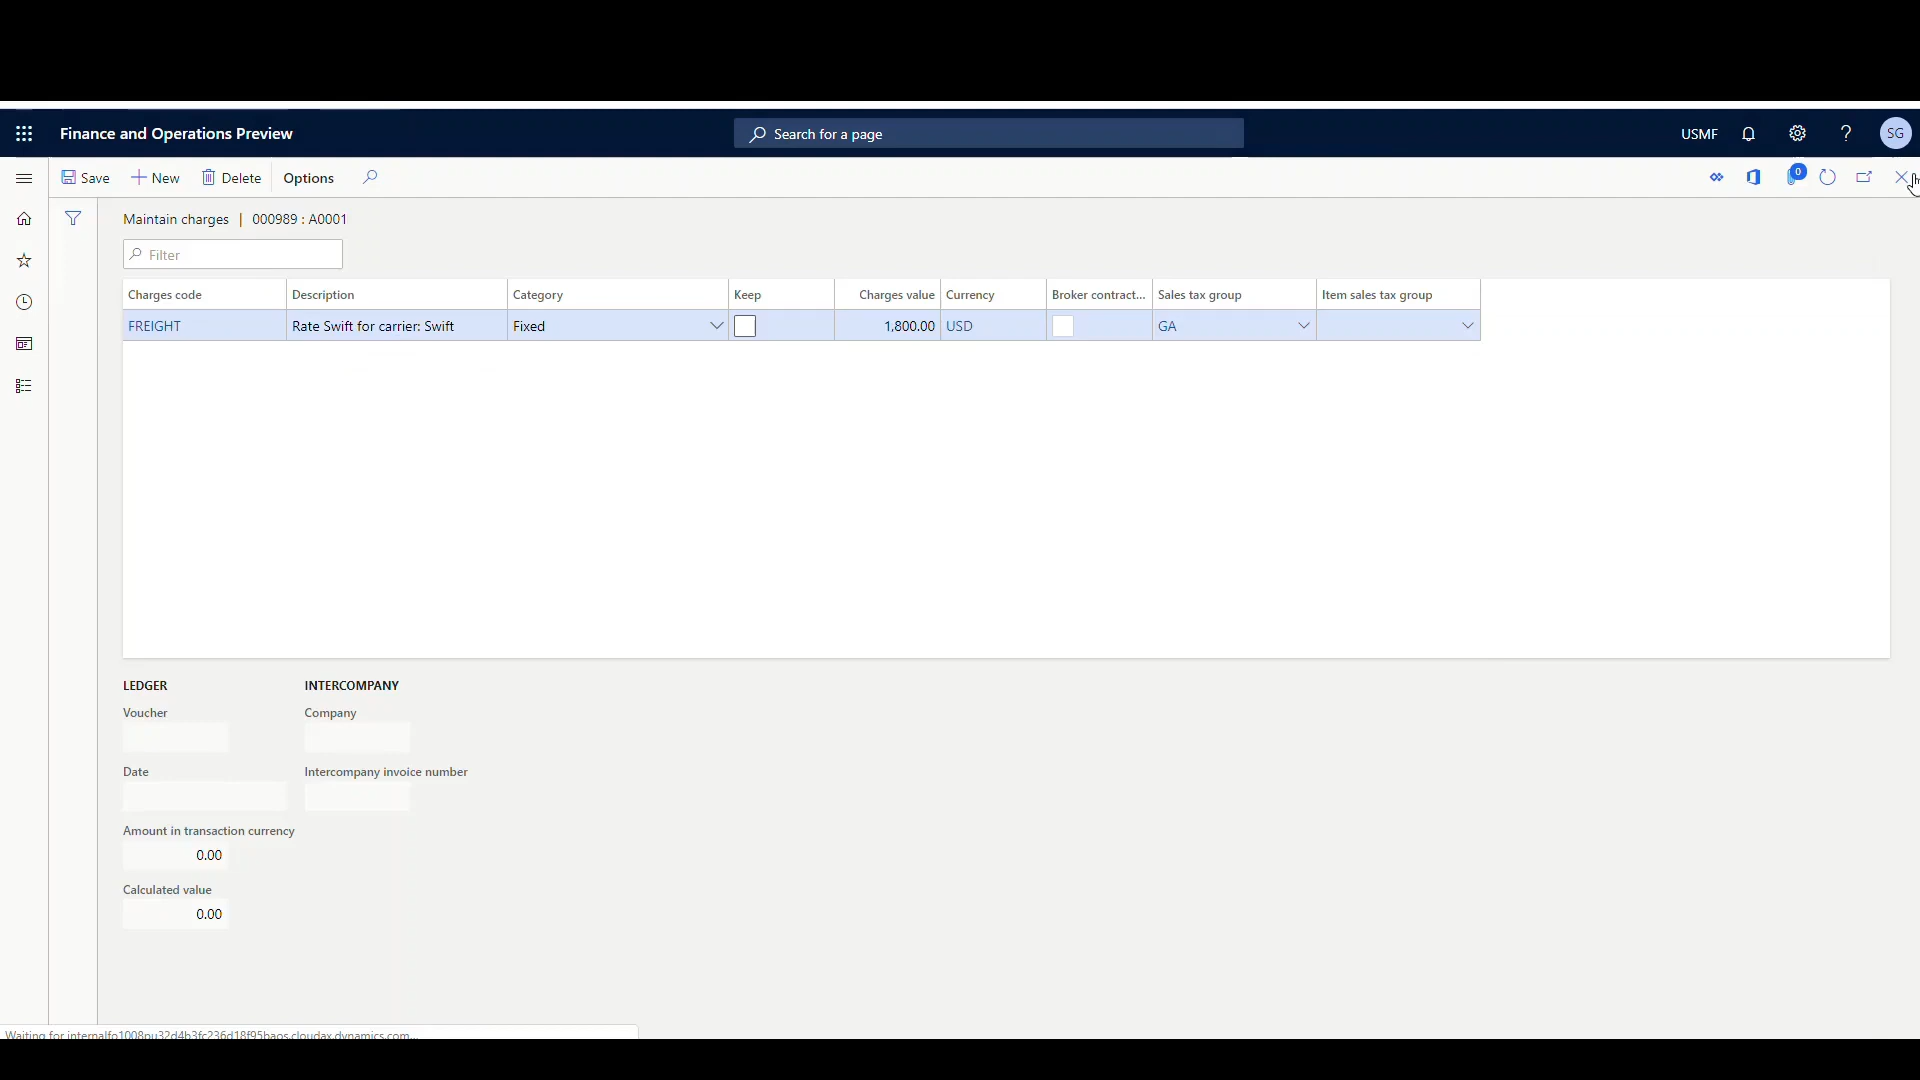 Finance and Operations Preview
Search for a page
USMF
?
SG
Save
New
Delete
Options
0
Maintain charges | 000989 : A0001
Filter
Charges code Description Category Keep Charges value Currency Broker contract... Sales tax group Item sales tax group
FREIGHT Rate Swift for carrier: Swift Fixed 1,800.00 USD GA
LEDGER INTERCOMPANY
Voucher Company
Date Intercompany invoice number
Amount in transaction currency
0.00
Calculated value
0.00